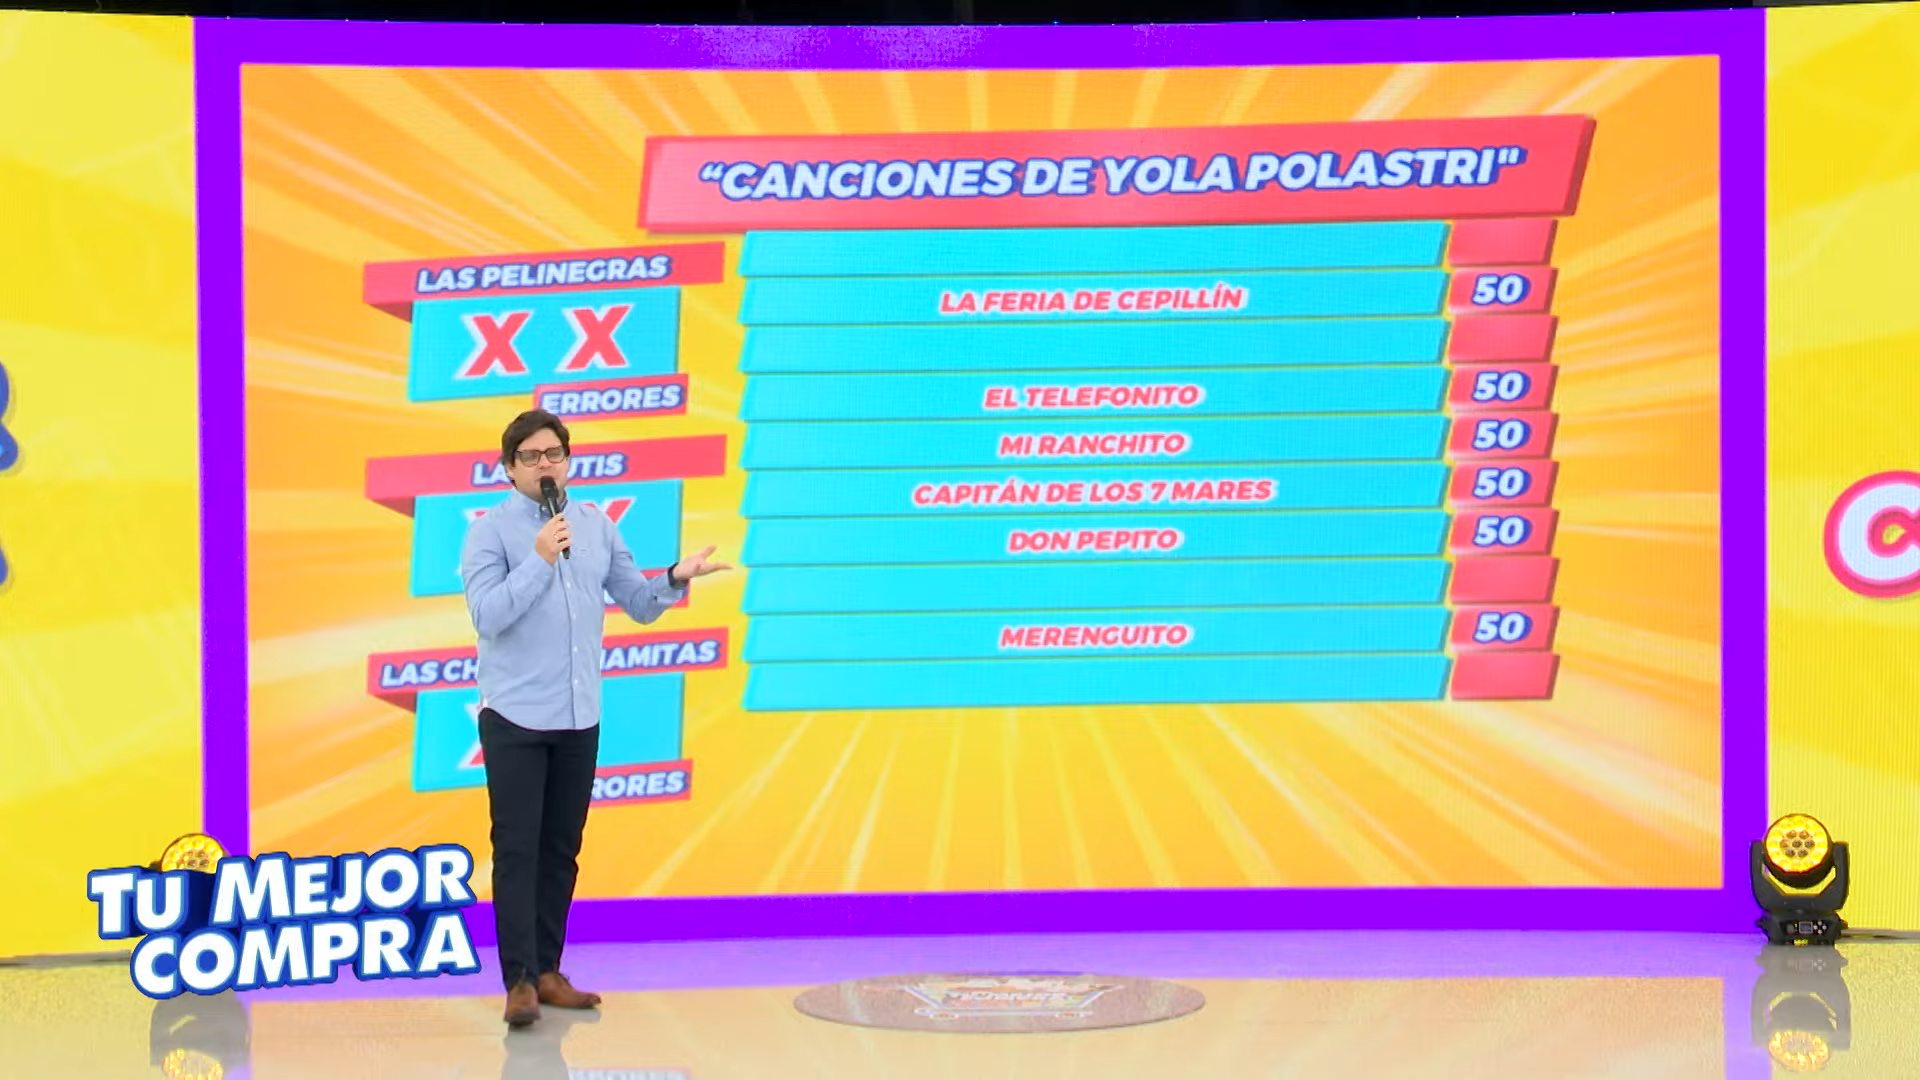 “CANCIONES DE YOLA POLASTRI"
LAS PELINEGRAS
X X
ERRORES
LA FERIA DE CEPILLÍN 50
EL TELEFONITO 50
MI RANCHITO 50
CAPITÁN DE LOS 7 MARES 50
DON PEPITO 50
MERENGUITO 50
LAS
TU MEJOR
COMPRA